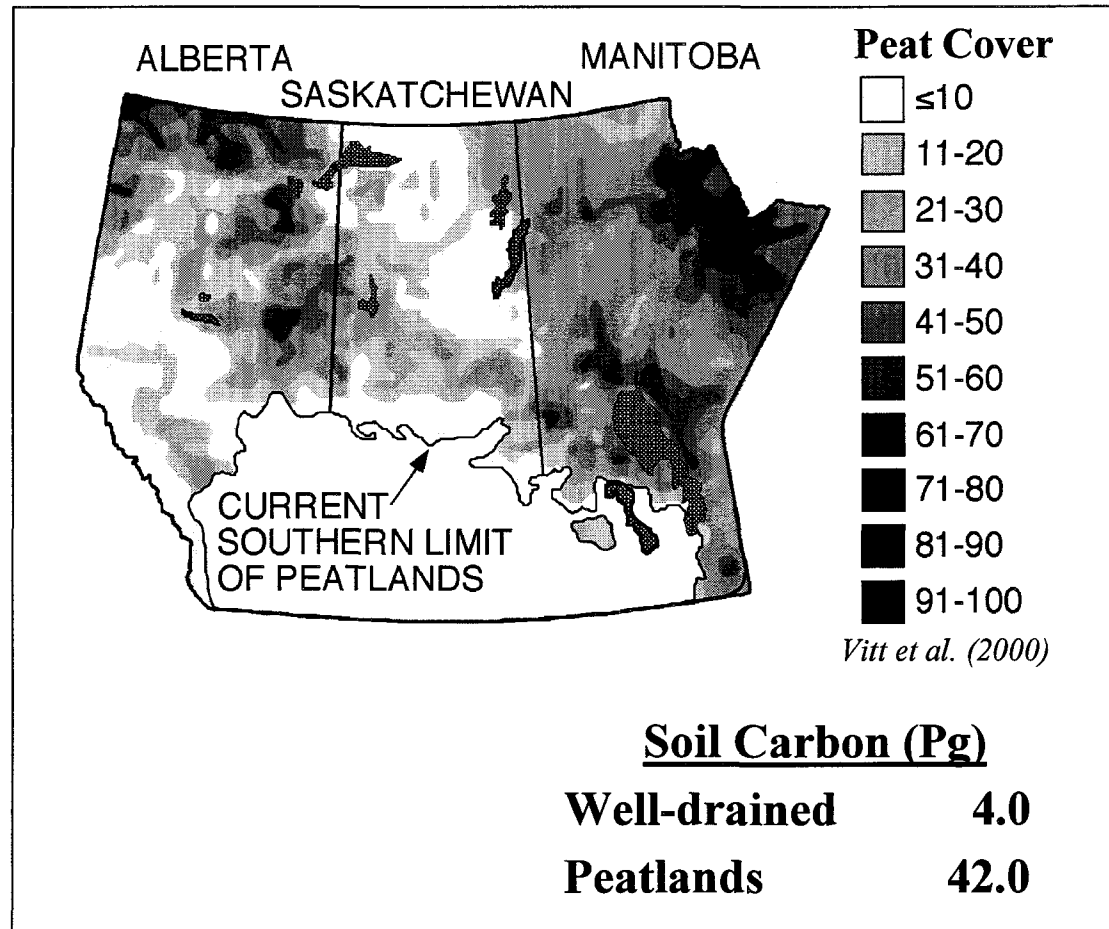 ALBERTA
MANITOBA
SASKATCHEWAN
CURRENT
SOUTHERN LIMIT
OF PEATLANDS
Peat Cover
≤10
11-20
21-30
31-40
41-50
51-60
61-70
71-80
81-90
91-100
Vitt et al. (2000)
Soil Carbon (Pg)
Well-drained 4.0
Peatlands 42.0